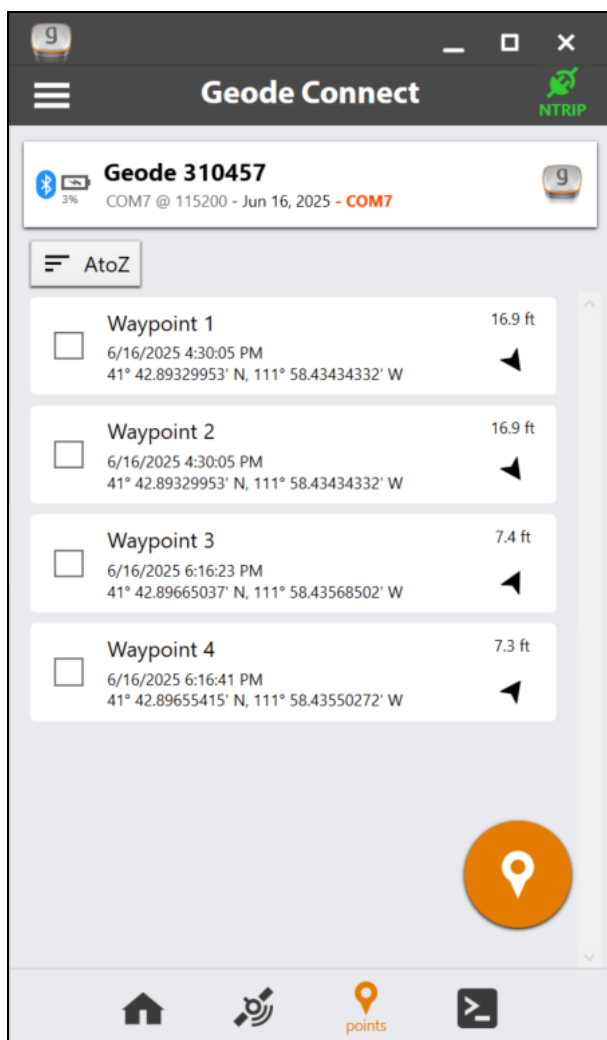 g
Geode Connect
NTRIP
Geode 310457
g
3%
COM7 @ 115200 - Jun 16, 2025 - COM7
AtoZ
Waypoint 1
16.9 ft
6/16/2025 4:30:05 PM
41° 42.89329953' N, 111° 58.43434332' W
Waypoint 2
16.9 ft
6/16/2025 4:30:05 PM
41° 42.89329953' N, 111° 58.43434332' W
Waypoint 3
7.4 ft
6/16/2025 6:16:23 PM
41° 42.89665037' N, 111° 58.43568502' W
Waypoint 4
7.3 ft
6/16/2025 6:16:41 PM
41° 42.89655415' N, 111° 58.43550272' W
points